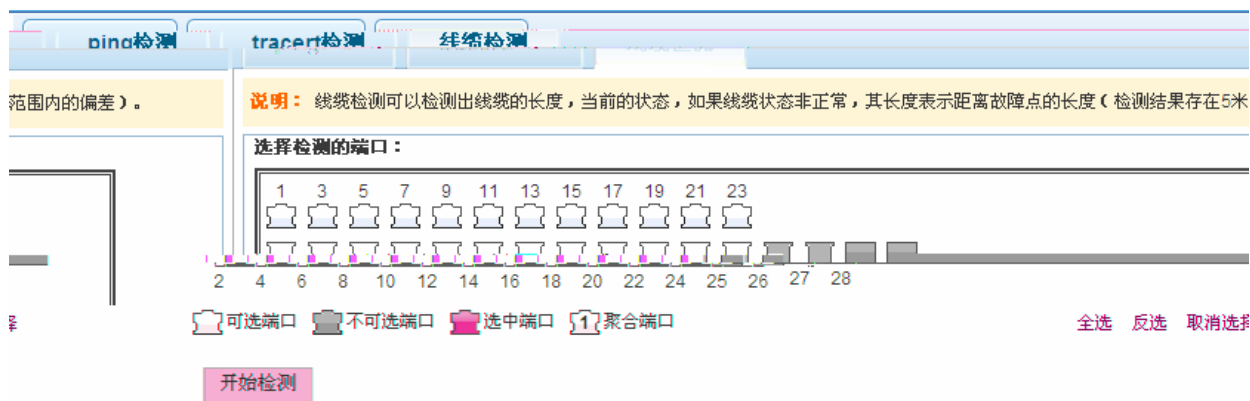 ping检测 tracert检测 线缆检测
说明： 线缆检测可以检测出线缆的长度，当前的状态，如果线缆状态非正常，其长度表示距离故障点的长度（检测结果存在5米
范围内的偏差）。
选择检测的端口：
1 3 5 7 9 11 13 15 17 19 21 23
2 4 6 8 10 12 14 16 18 20 22 24 25 26 27 28
可选端口 不可选端口 选中端口 1 聚合端口 全选 反选 取消选择
开始检测